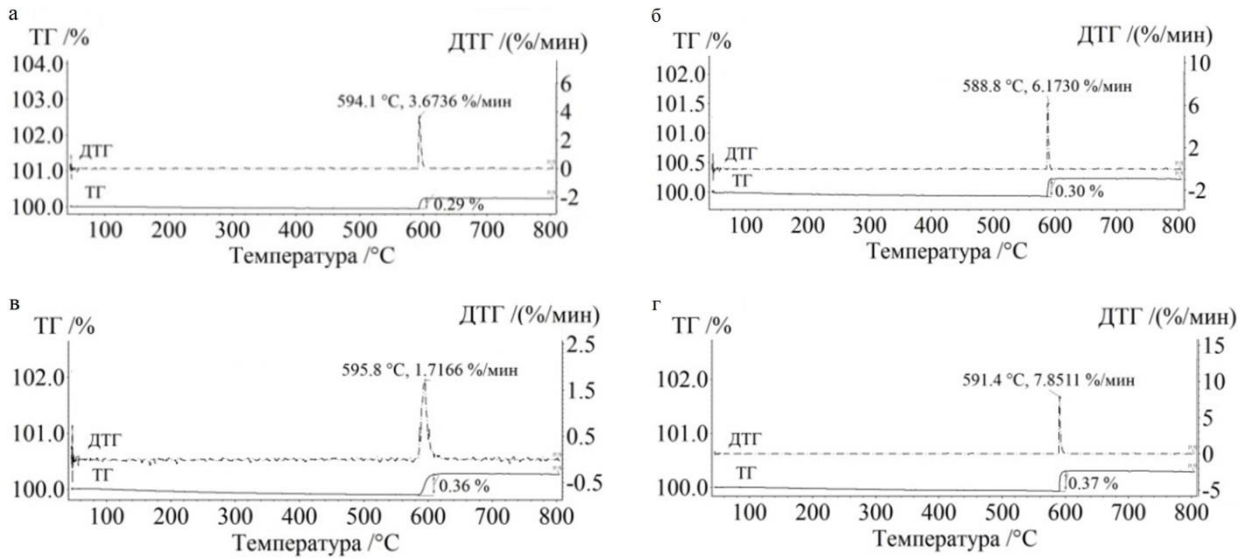 а
ТГ /%
ДТГ /(%/мин)
104.0
103.0
102.0
101.0
100.0
6
4
2
0
-2
594.1 °C, 3.6736 %/мин
ДТГ
ТГ
0.29 %
100 200 300 400 500 600 700 800
Температура /°C
б
ТГ /%
ДТГ /(%/мин)
102.0
101.5
101.0
100.5
100.0
10
6
2
-2
588.8 °C, 6.1730 %/мин
ДТГ
ТГ
0.30 %
100 200 300 400 500 600 700 800
Температура /°C
в
ТГ /%
ДТГ /(%/мин)
102.0
101.0
100.0
2.5
1.5
0.5
-0.5
595.8 °C, 1.7166 %/мин
ДТГ
ТГ
0.36 %
100 200 300 400 500 600 700 800
Температура /°C
г
ТГ /%
ДТГ /(%/мин)
102.0
101.0
100.0
15
10
5
0
-5
591.4 °C, 7.8511 %/мин
ДТГ
ТГ
0.37 %
100 200 300 400 500 600 700 800
Температура /°C